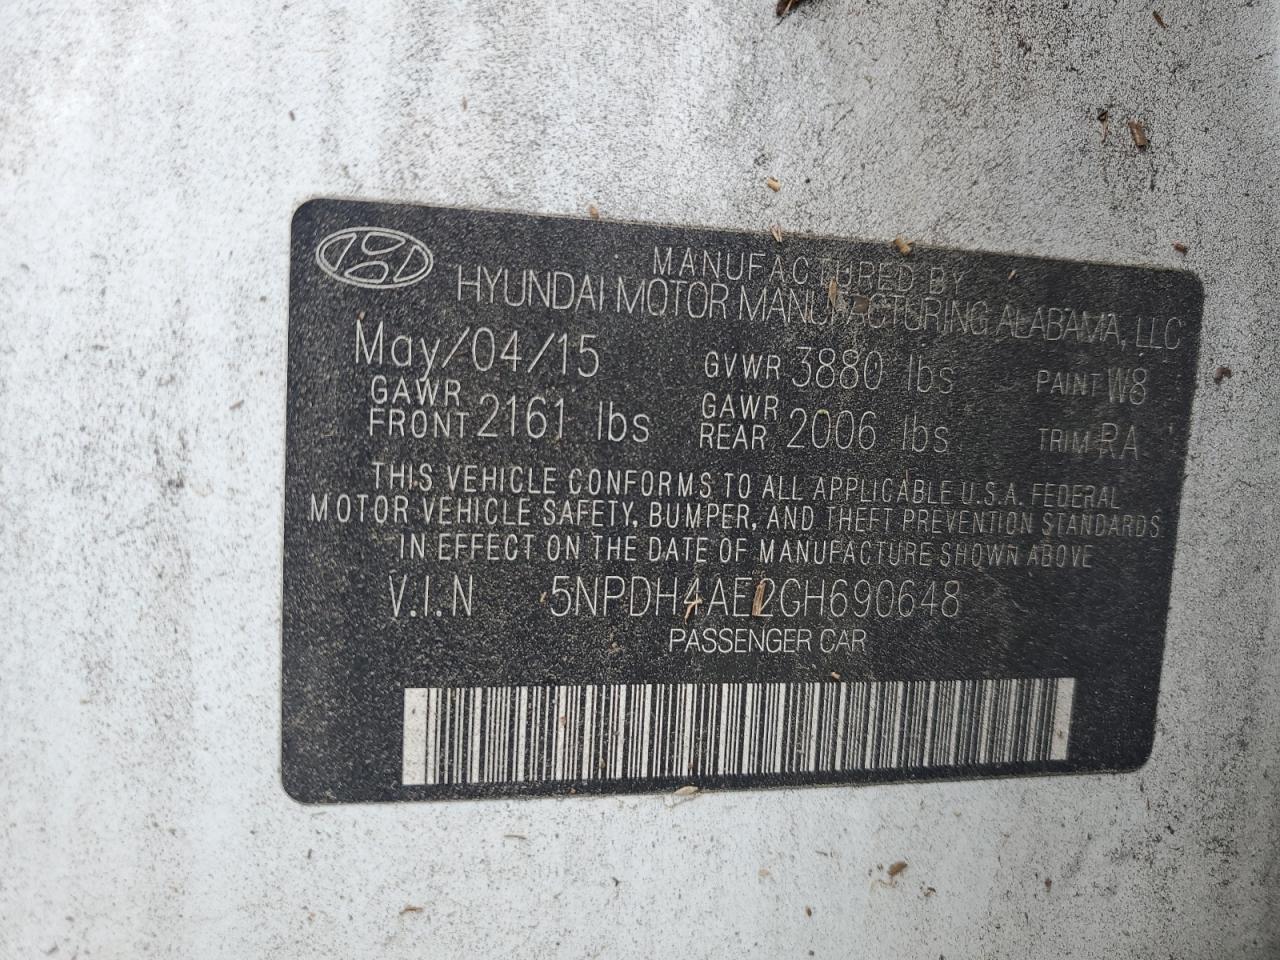 MANUFACTURED BY
HYUNDAI MOTOR MANUFACTURING ALABAMA, LLC
May/04/15 GVWR 3880 lbs PAINT W8
GAWR FRONT 2161 lbs GAWR REAR 2006 lbs TRIM RA
THIS VEHICLE CONFORMS TO ALL APPLICABLE U.S.A. FEDERAL
MOTOR VEHICLE SAFETY, BUMPER, AND THEFT PREVENTION STANDARDS
IN EFFECT ON THE DATE OF MANUFACTURE SHOWN ABOVE
V.I.N 5NPDH4AE2GH690648
PASSENGER CAR